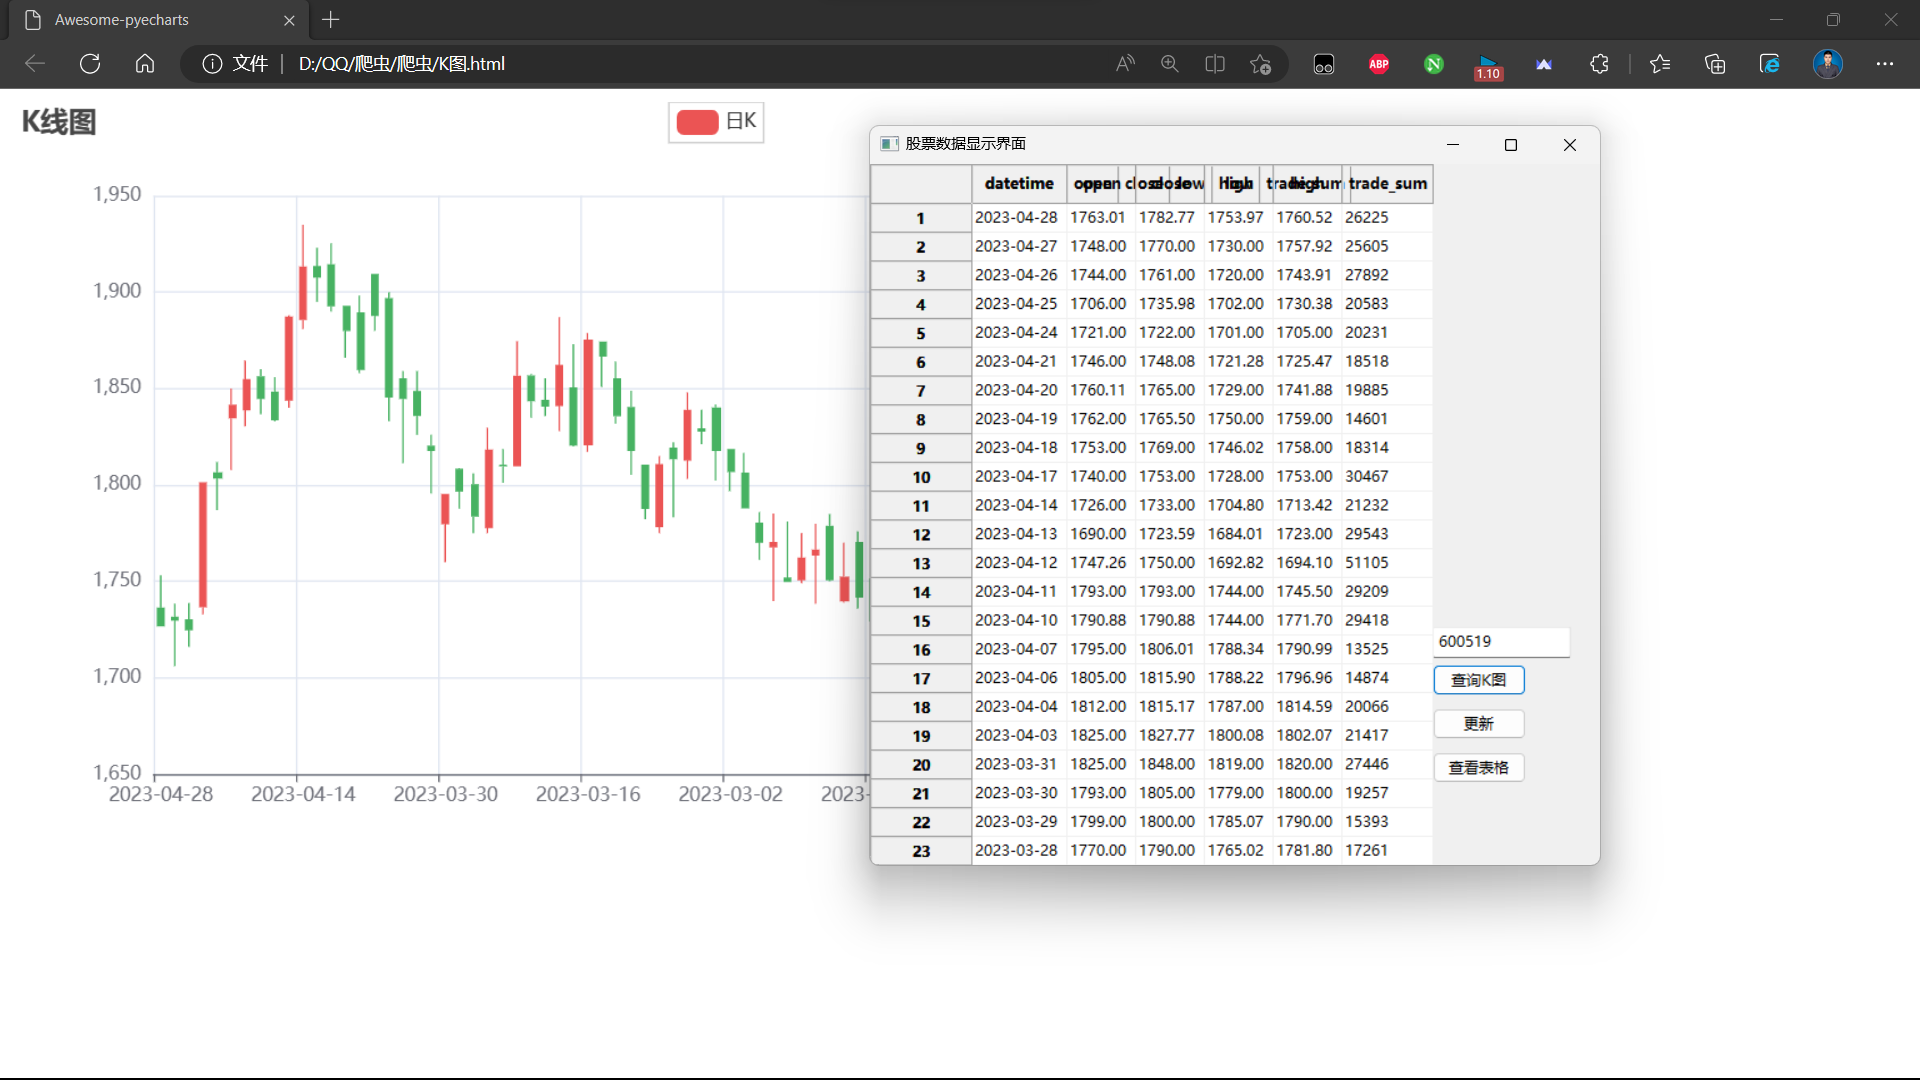 Awesome-pyecharts
文件 | D:/QQ/爬虫/爬虫/K图.html
ABP
N
1.10
K线图
日K
1,950
1,900
1,850
1,800
1,750
1,700
1,650
2023-04-28 2023-04-14 2023-03-30 2023-03-16 2023-03-02 2023-
股票数据显示界面
datetime open close low high trade_sum
1 2023-04-28 1763.01 1782.77 1753.97 1760.52 26225
2 2023-04-27 1748.00 1770.00 1730.00 1757.92 25605
3 2023-04-26 1744.00 1761.00 1720.00 1743.91 27892
4 2023-04-25 1706.00 1735.98 1702.00 1730.38 20583
5 2023-04-24 1721.00 1722.00 1701.00 1705.00 20231
6 2023-04-21 1746.00 1748.08 1721.28 1725.47 18518
7 2023-04-20 1760.11 1765.00 1729.00 1741.88 19885
8 2023-04-19 1762.00 1765.50 1750.00 1759.00 14601
9 2023-04-18 1753.00 1769.00 1746.02 1758.00 18314
10 2023-04-17 1740.00 1753.00 1728.00 1753.00 30467
11 2023-04-14 1726.00 1733.00 1704.80 1713.42 21232
12 2023-04-13 1690.00 1723.59 1684.01 1723.00 29543
13 2023-04-12 1747.26 1750.00 1692.82 1694.10 51105
14 2023-04-11 1793.00 1793.00 1744.00 1745.50 29209
15 2023-04-10 1790.88 1790.88 1744.00 1771.70 29418
16 2023-04-07 1795.00 1806.01 1788.34 1790.99 13525
17 2023-04-06 1805.00 1815.90 1788.22 1796.96 14874
18 2023-04-04 1812.00 1815.17 1787.00 1814.59 20066
19 2023-04-03 1825.00 1827.77 1800.08 1802.07 21417
20 2023-03-31 1825.00 1848.00 1819.00 1820.00 27446
21 2023-03-30 1793.00 1805.00 1779.00 1800.00 19257
22 2023-03-29 1799.00 1800.00 1785.07 1790.00 15393
23 2023-03-28 1770.00 1790.00 1765.02 1781.80 17261
600519
查询K图
更新
查看表格